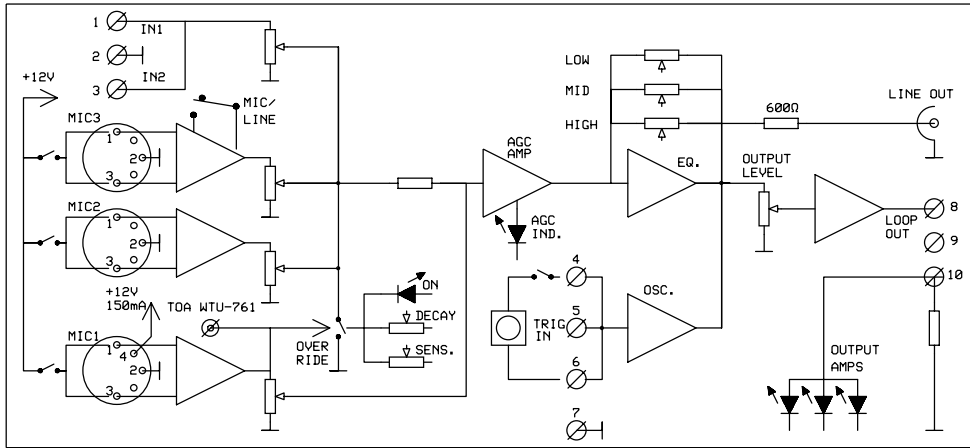 1
IN1
2
3
IN2
+12V
MIC/
LINE
MIC3
1
2
3
MIC2
1
2
3
+12V
150mA
TOA WTU-761
MIC1
1
4
2
3
OVER
RIDE
ON
DECAY
SENS.
AGC
AMP
AGC
IND.
LOW
MID
HIGH
600Ω
LINE OUT
EQ.
OUTPUT
LEVEL
LOOP
OUT
8
9
10
4
5
TRIG
IN
6
7
OSC.
OUTPUT
AMPS